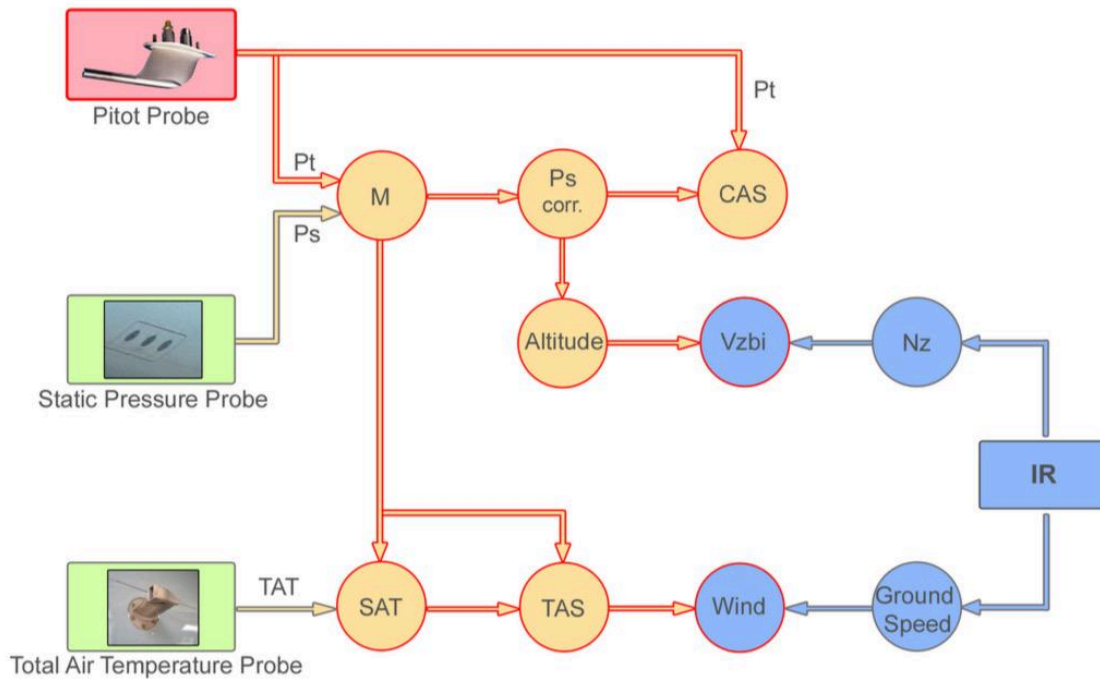 Pitot Probe
Pt
Pt
M
Ps
corr.
CAS
Ps
Static Pressure Probe
Altitude
Vzbi
Nz
IR
TAT
SAT
TAS
Wind
Ground
Speed
Total Air Temperature Probe